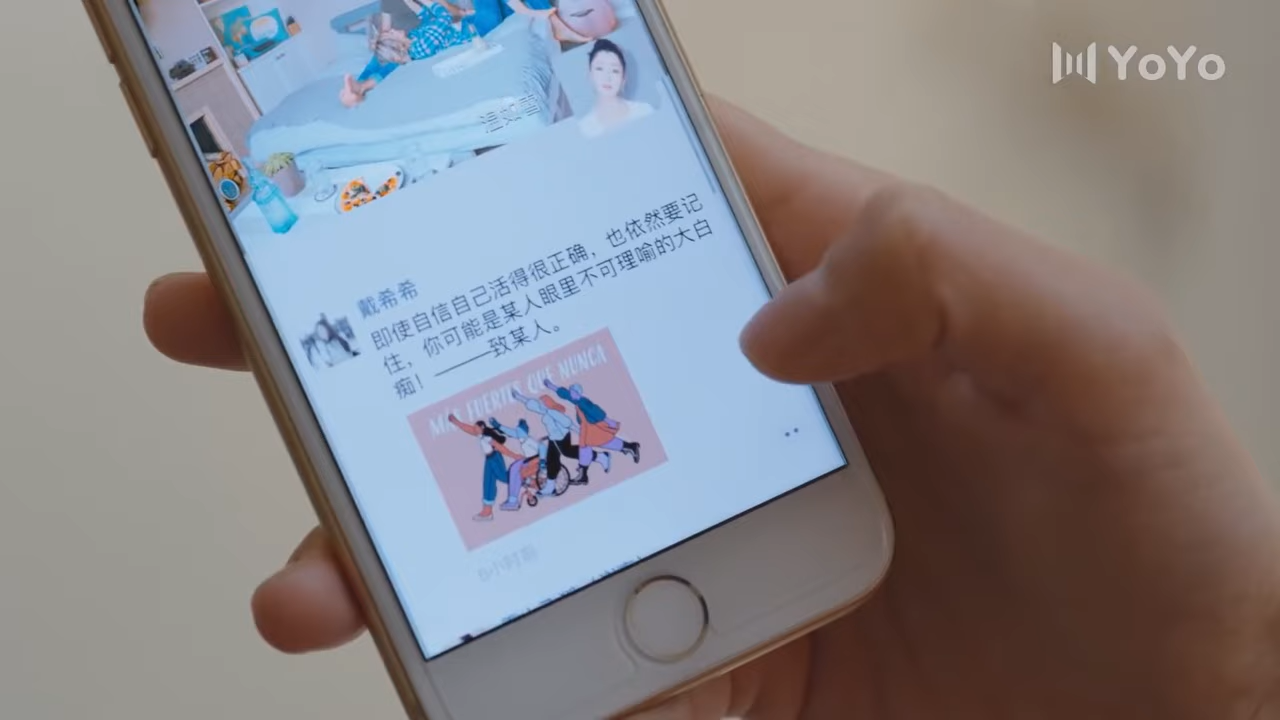 YoYo
戴希希
即使自信自己活得很正确，也依然要记
住，你可能是某人眼里不可理喻的大白
痴！——致某人。
MÁS FUERTES QUE NUNCA